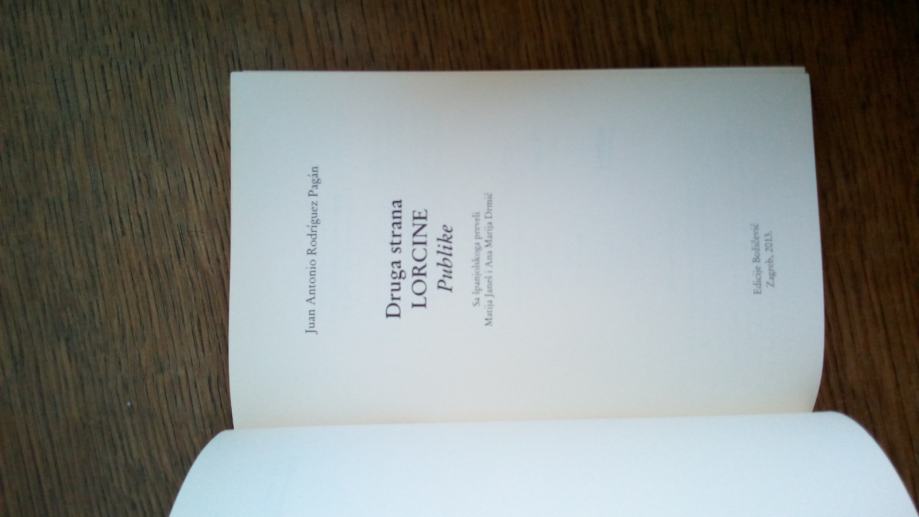 Juan Antonio Rodríguez Pagán
Druga strana
LORCINE
Publike
Sa španjolskoga preveli
Matija Janeš i Ana Marija Drmić
Edicije Božičević
Zagreb, 2013.